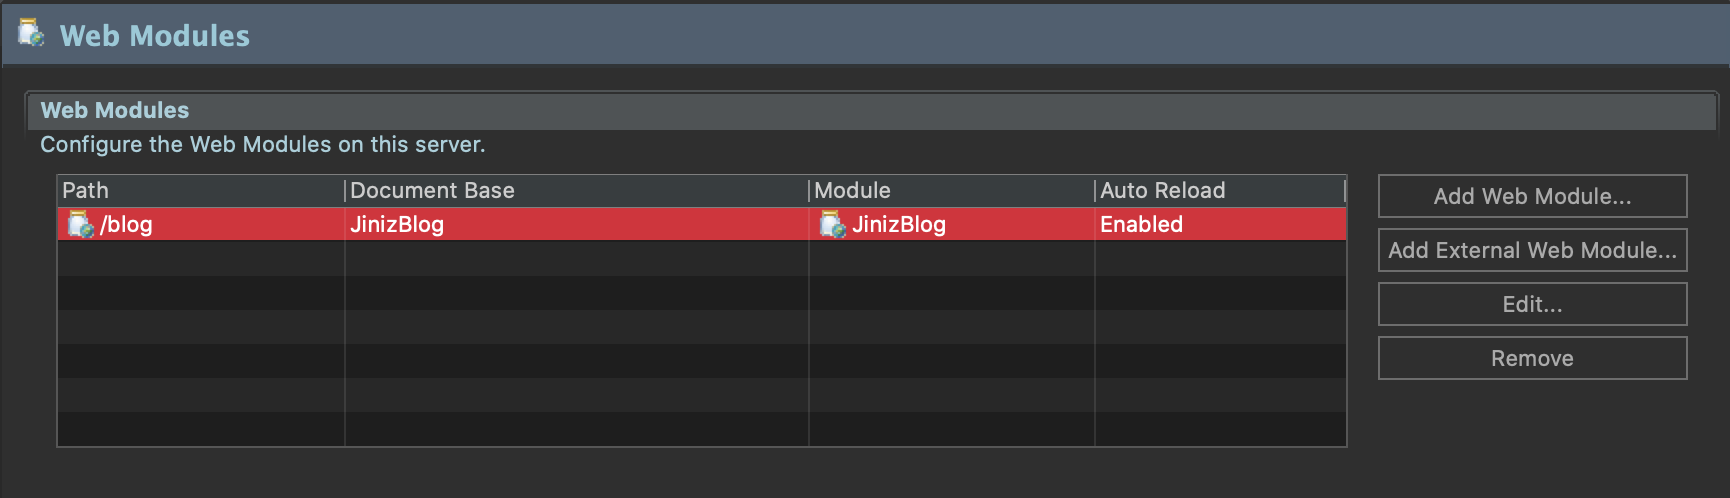 Web Modules
Web Modules
Configure the Web Modules on this server.
Path Document Base Module Auto Reload
/blog JinizBlog JinizBlog Enabled
Add Web Module...
Add External Web Module...
Edit...
Remove